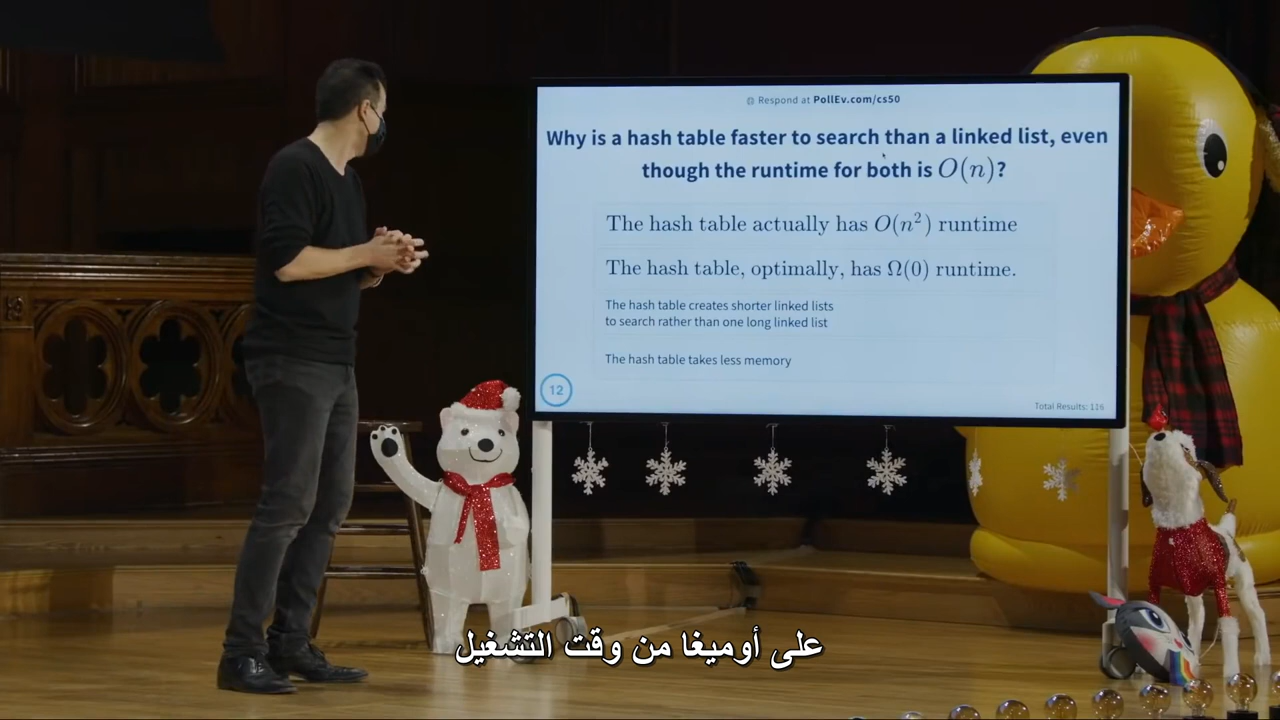 Respond at PollEv.com/cs50
Why is a hash table faster to search than a linked list, even
though the runtime for both is O(n)?
The hash table actually has O(n²) runtime
The hash table, optimally, has Ω(0) runtime.
The hash table creates shorter linked lists
to search rather than one long linked list
The hash table takes less memory
12
Total Results: 116
على أوميغا من وقت التشغيل